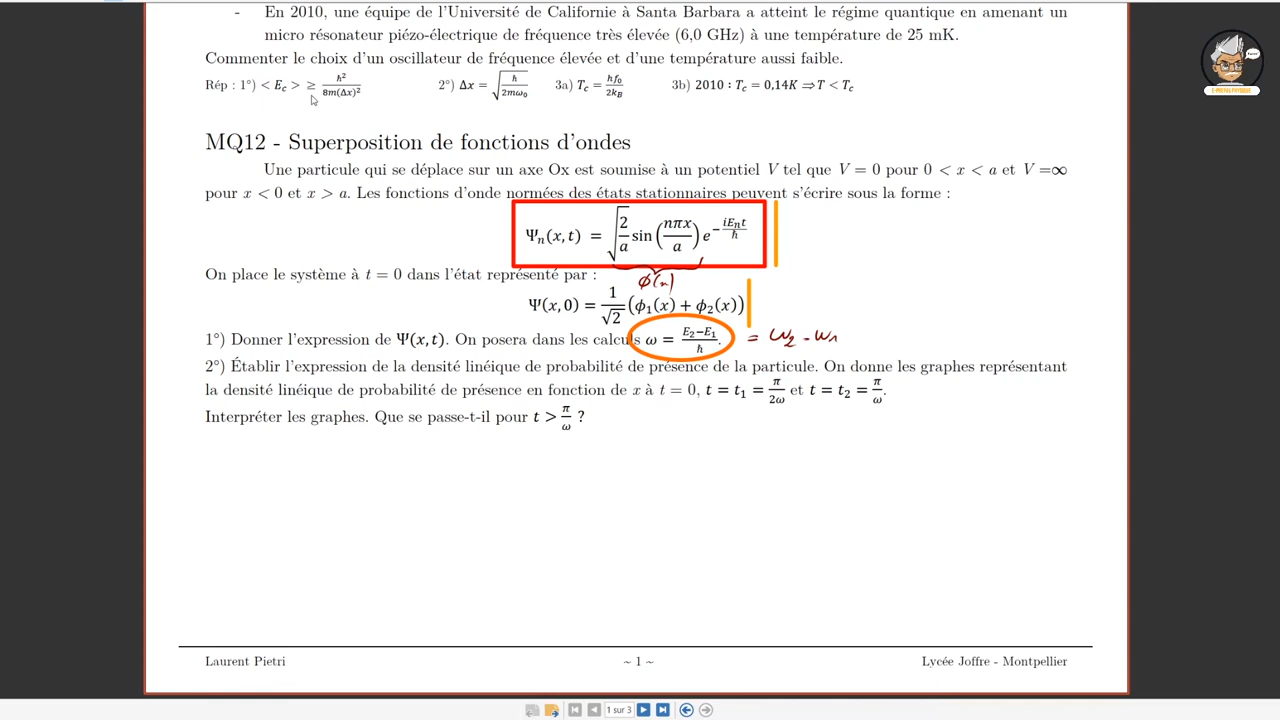 - En 2010, une équipe de l'Université de Californie à Santa Barbara a atteint le régime quantique en amenant un
micro résonateur piézo-électrique de fréquence très élevée (6,0 GHz) à une température de 25 mK.
Commenter le choix d'un oscillateur de fréquence élevée et d'une température aussi faible.
Rép : 1°) < E_c > ≥ ħ²/8m(Δx)² 2°) Δx = √(ħ/2mω₀) 3a) T_c = hf₀/2k_B 3b) 2010 : T_c = 0,14K ⟹ T < T_c
MQ12 - Superposition de fonctions d'ondes
Une particule qui se déplace sur un axe Ox est soumise à un potentiel V tel que V = 0 pour 0 < x < a et V =∞
pour x < 0 et x > a. Les fonctions d'onde normées des états stationnaires peuvent s'écrire sous la forme :
Ψₙ(x, t) = √(2/a) sin(nπx/a) e^(-iEₙt/ħ)
On place le système à t = 0 dans l'état représenté par :
ϕ(x)
Ψ(x, 0) = 1/√2 (ϕ₁(x) + ϕ₂(x))
1°) Donner l'expression de Ψ(x, t). On posera dans les calculs ω = E₂−E₁/ħ. = ω₂ - ω₁
2°) Établir l'expression de la densité linéique de probabilité de présence de la particule. On donne les graphes représentant
la densité linéique de probabilité de présence en fonction de x à t = 0, t = t₁ = π/2ω et t = t₂ = π/ω.
Interpréter les graphes. Que se passe-t-il pour t > π/ω ?
Laurent Pietri ~ 1 ~ Lycée Joffre - Montpellier
1 sur 3